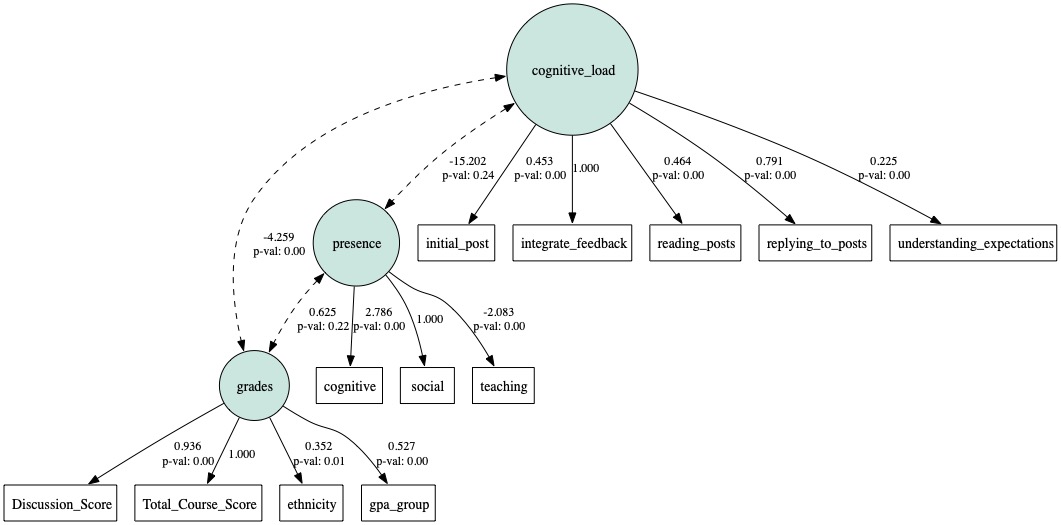 cognitive_load
-15.202
p-val: 0.24
0.453
p-val: 0.00
1.000
0.464
p-val: 0.00
0.791
p-val: 0.00
0.225
p-val: 0.00
presence
initial_post
integrate_feedback
reading_posts
replying_to_posts
understanding_expectations
-4.259
p-val: 0.00
0.625
p-val: 0.22
2.786
p-val: 0.00
1.000
-2.083
p-val: 0.00
grades
cognitive
social
teaching
0.936
p-val: 0.00
1.000
0.352
p-val: 0.01
0.527
p-val: 0.00
Discussion_Score
Total_Course_Score
ethnicity
gpa_group